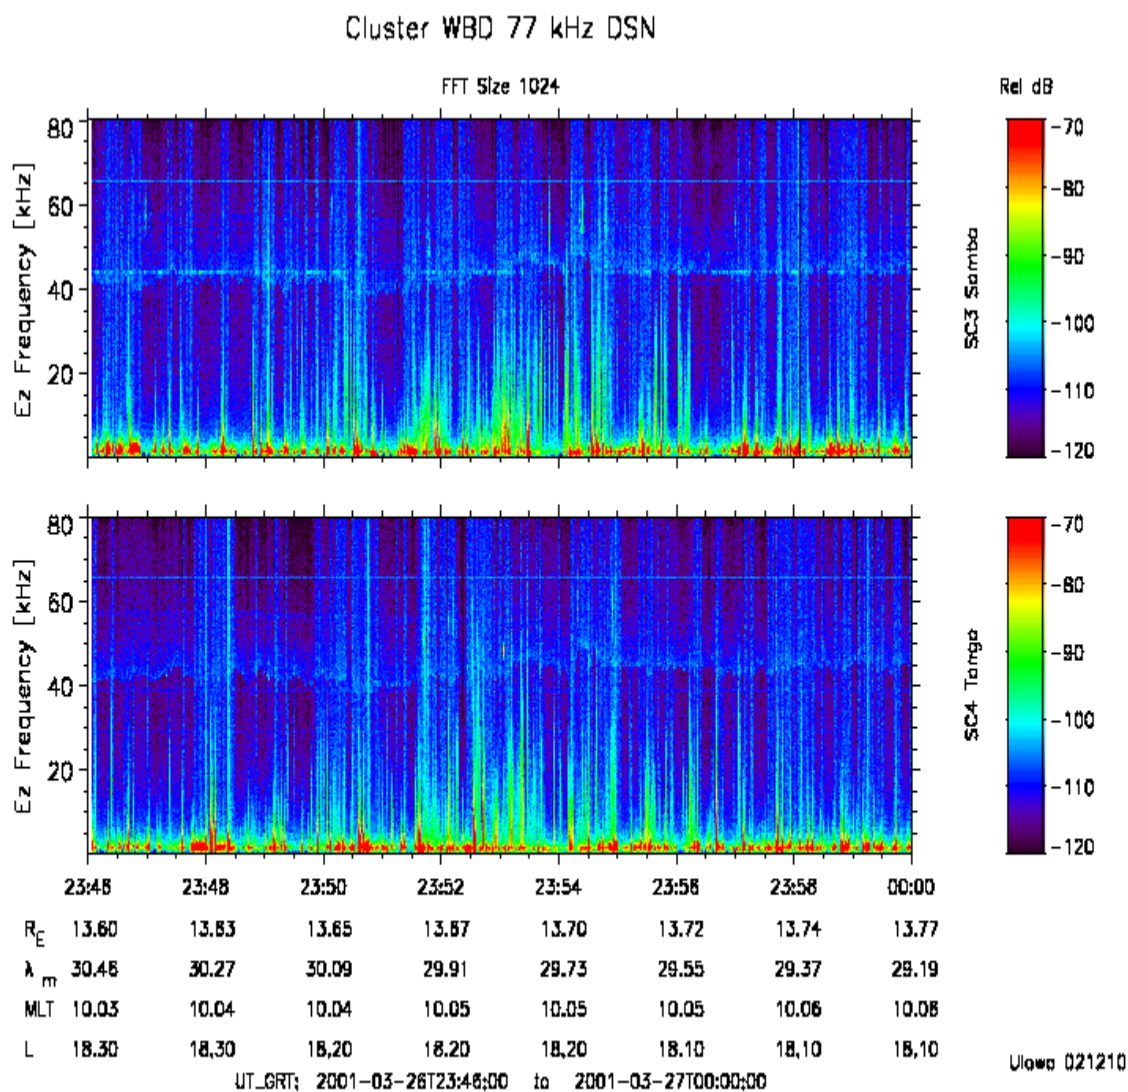 Cluster WBD 77 kHz DSN
FFT Size 1024
Rel dB
Ez Frequency [kHz]
80
60
40
20
SC3 Samba
-70
-80
-90
-100
-110
-120
Ez Frequency [kHz]
80
60
40
20
SC4 Tango
-70
-80
-90
-100
-110
-120
23:46 23:48 23:50 23:52 23:54 23:56 23:58 00:00
R_E 13.60 13.63 13.65 13.67 13.70 13.72 13.74 13.77
λ_m 30.46 30.27 30.09 29.91 29.73 29.55 29.37 29.19
MLT 10.03 10.04 10.04 10.05 10.05 10.05 10.06 10.06
L 18.30 18.30 18.20 18.20 18.20 18.10 18.10 18.10
UT_GRT: 2001-03-26T23:46:00 to 2001-03-27T00:00:00
UIowa 021210